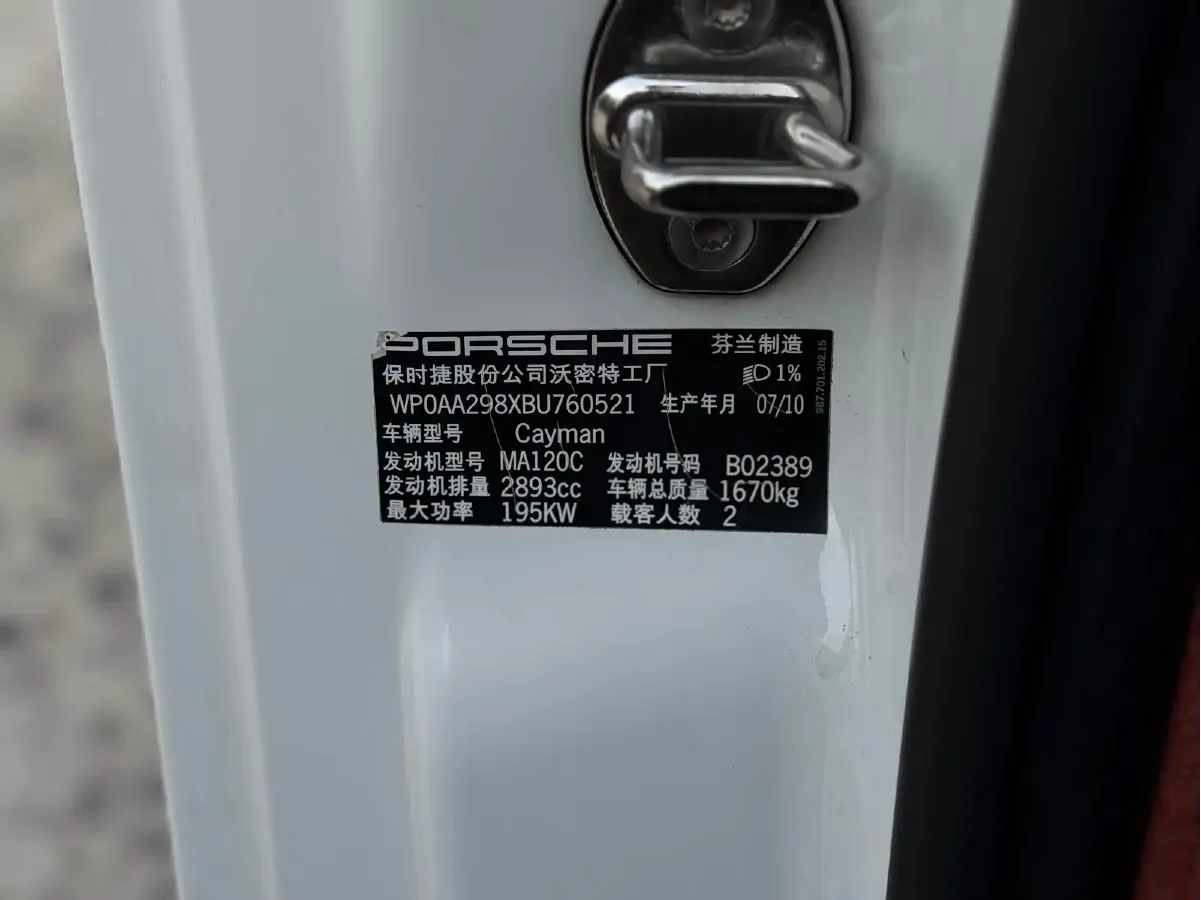 PORSCHE 芬兰制造
保时捷股份公司沃密特工厂 1%
WP0AA298XBU760521 生产年月 07/10
车辆型号 Cayman
发动机型号 MA120C 发动机号码 B02389
发动机排量 2893cc 车辆总质量 1670kg
最大功率 195KW 载客人数 2
987.701.202.15